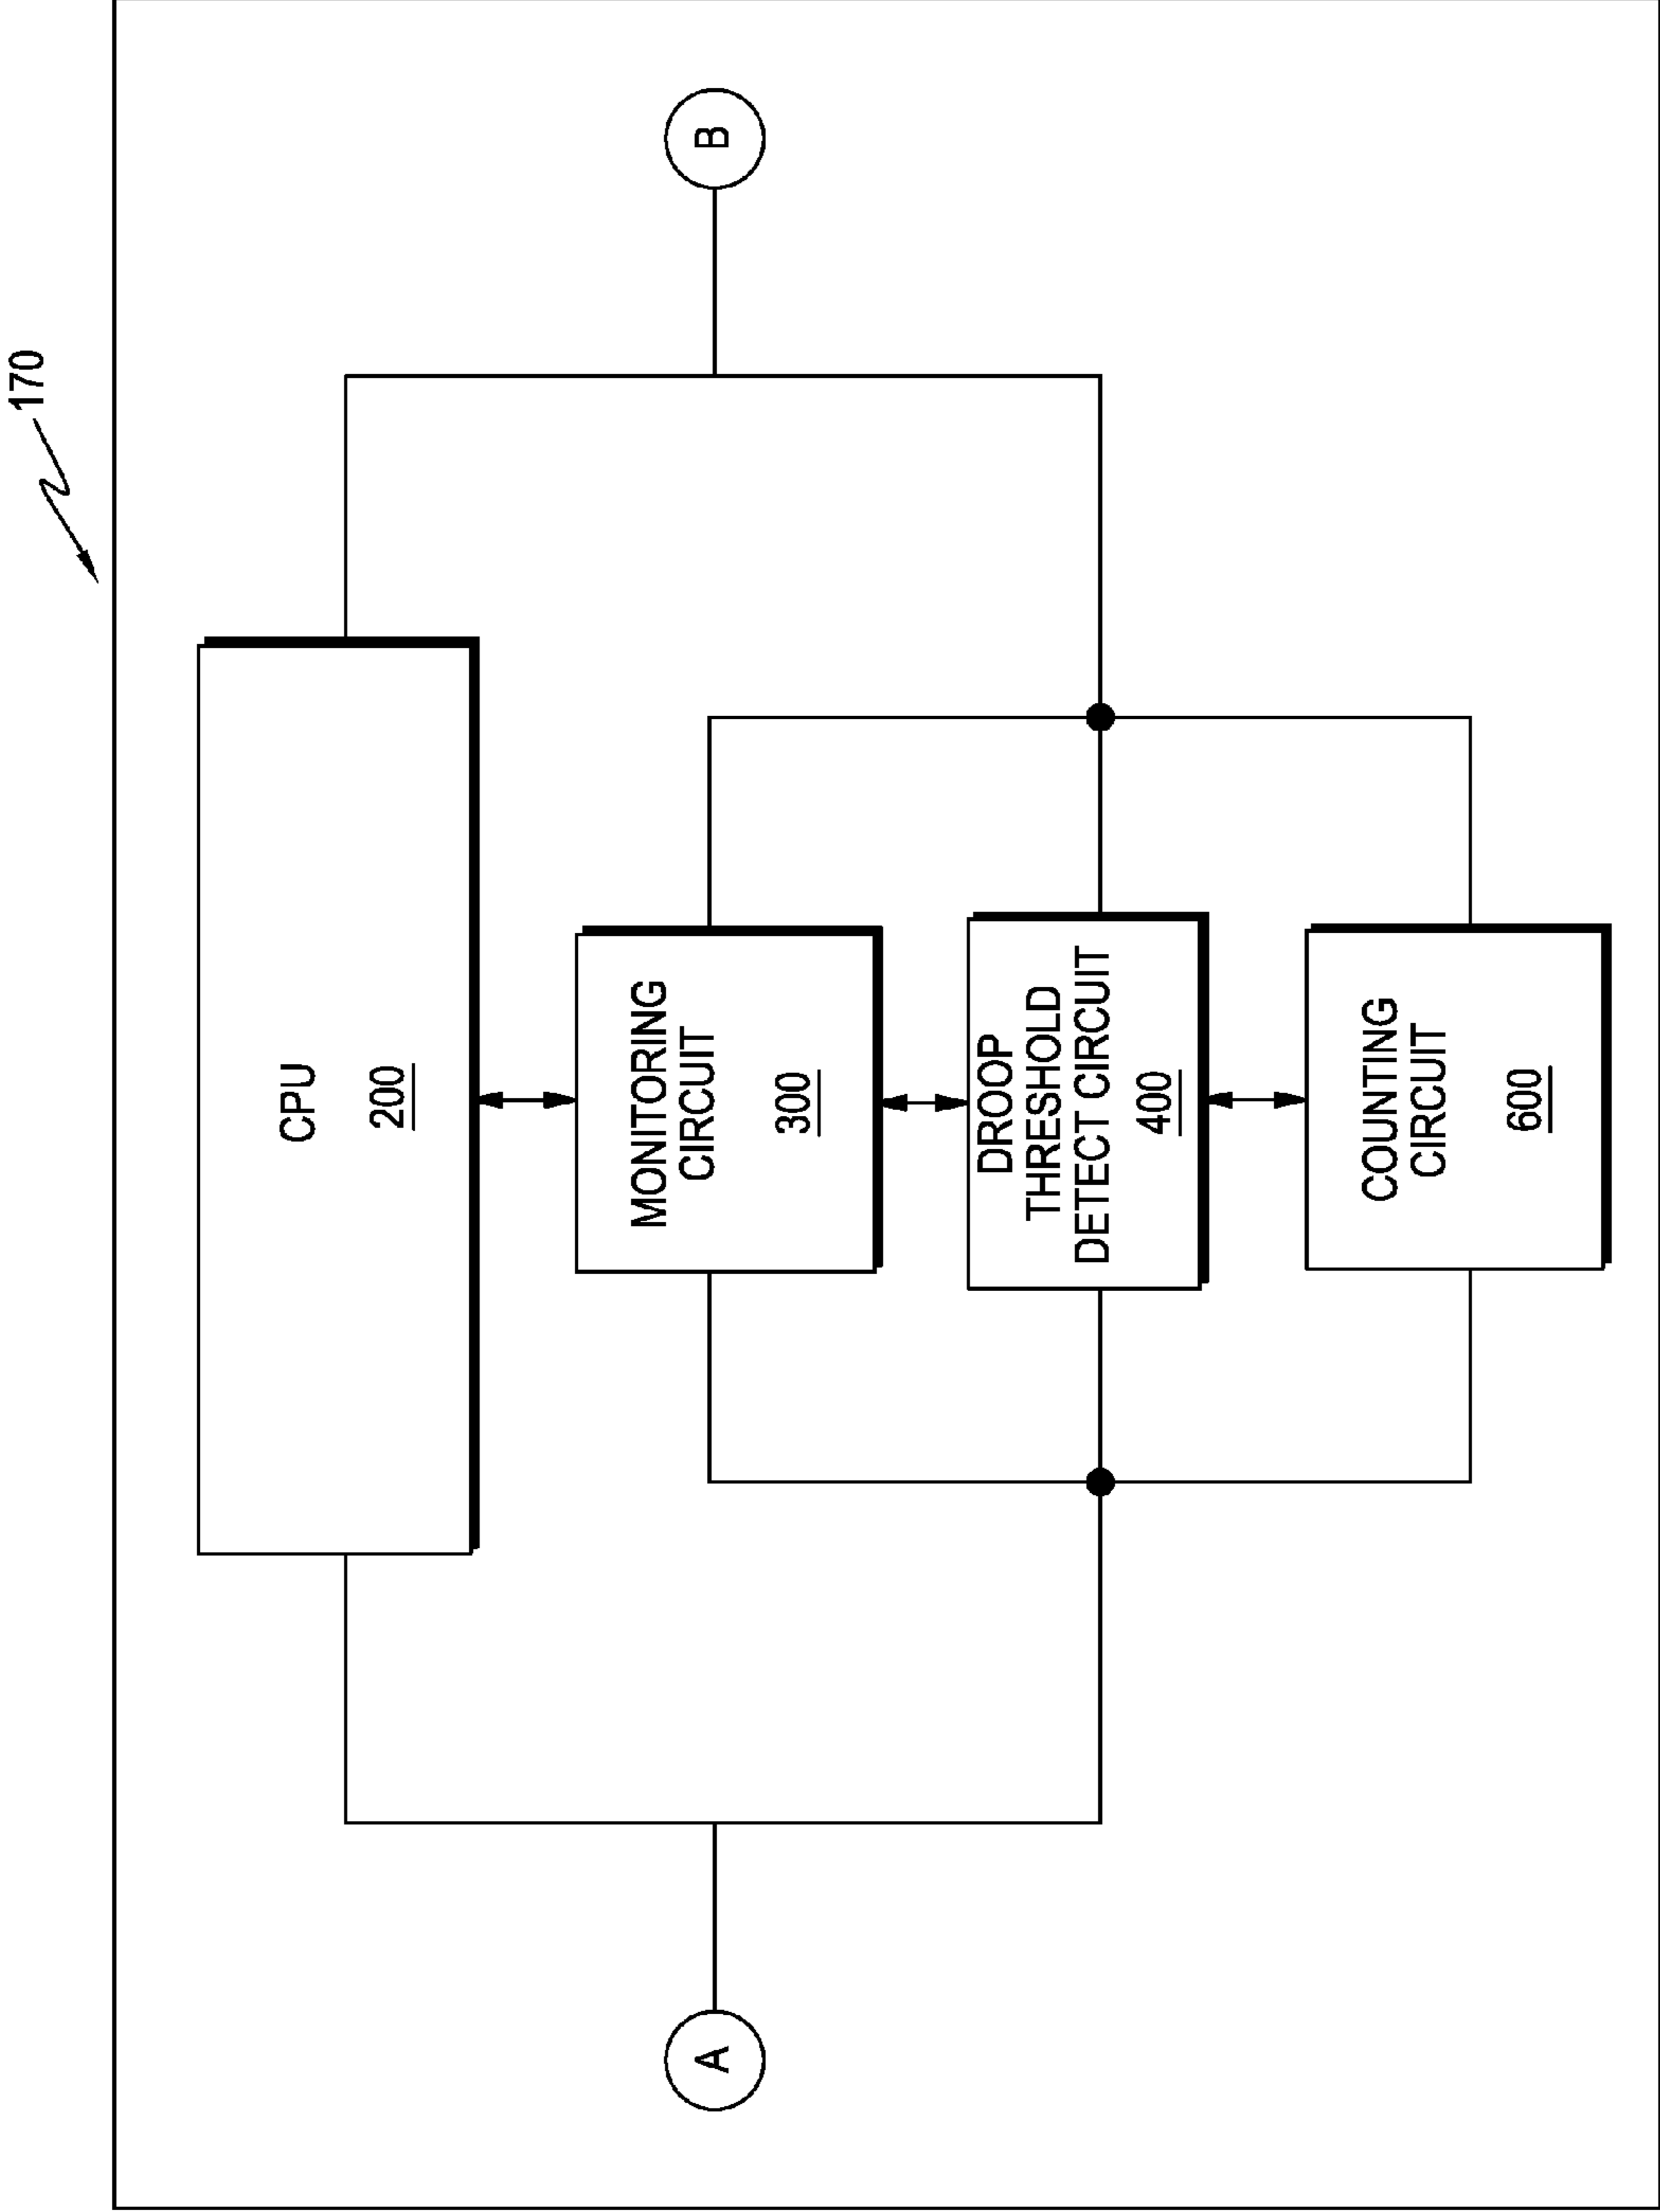 170
CPU
200
MONITORING
CIRCUIT
300
DROOP
THRESHOLD
DETECT CIRCUIT
400
COUNTING
CIRCUIT
600
A
B